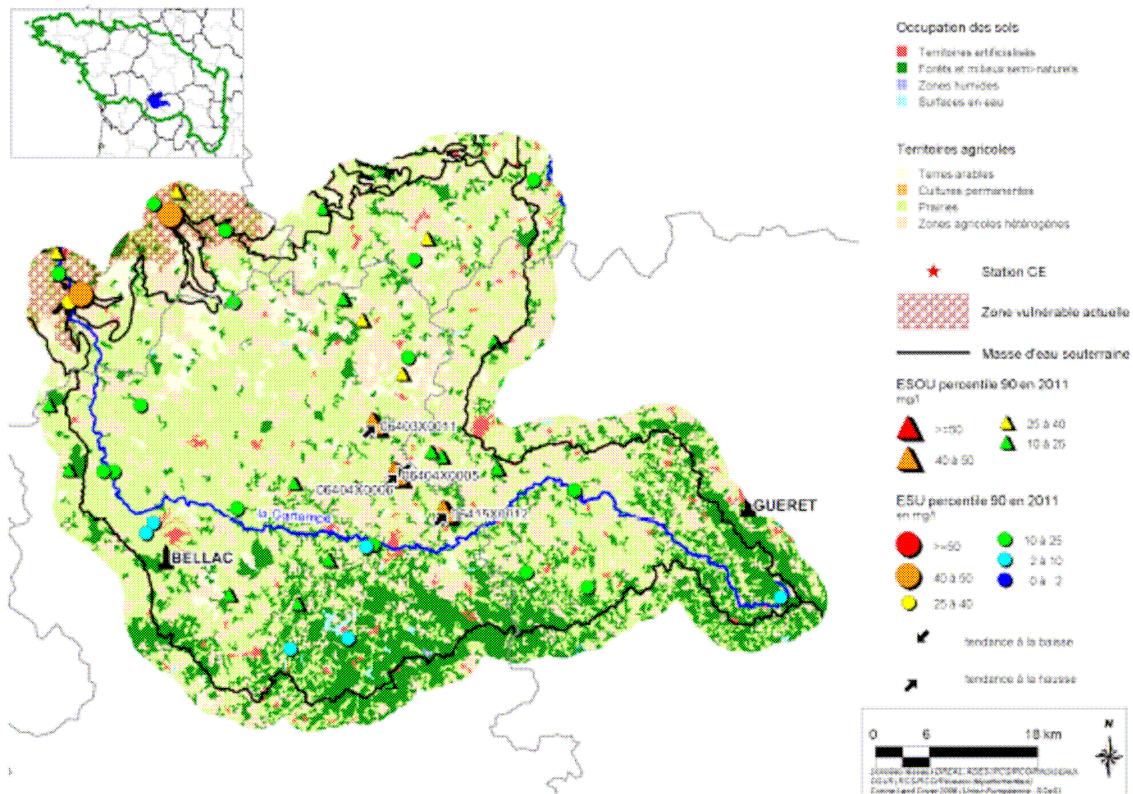 Occupation des sols
Territoires artificialisés
Forêts et milieux semi-naturels
Zones humides
Surfaces en eau
Territoires agricoles
Terres arables
Cultures permanentes
Prairies
Zones agricoles hétérogènes
Station CE
Zone vulnérable actuelle
Masse d'eau souterraine
ESOU percentile 90 en 2011
mg/l
>=50
40 à 50
25 à 40
10 à 25
ESU percentile 90 en 2011
en mg/l
>=50
40 à 50
25 à 40
10 à 25
2 à 10
0 à 2
tendance à la baisse
tendance à la hausse
0 6 18 km
N
06403X0011
06404X0005
la Gartempe
GUERET
BELLAC